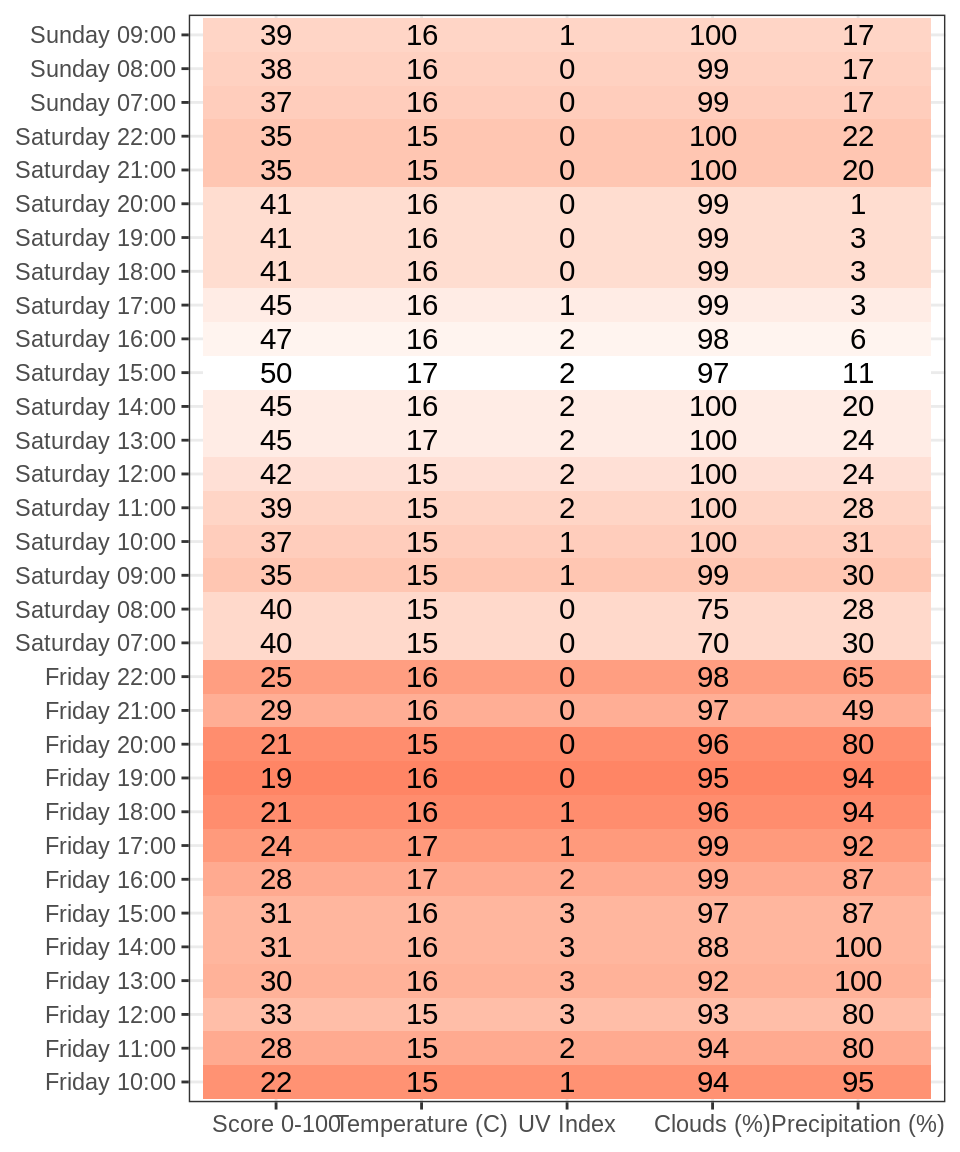 Sunday 09:00 39 16 1 100 17
Sunday 08:00 38 16 0 99 17
Sunday 07:00 37 16 0 99 17
Saturday 22:00 35 15 0 100 22
Saturday 21:00 35 15 0 100 20
Saturday 20:00 41 16 0 99 1
Saturday 19:00 41 16 0 99 3
Saturday 18:00 41 16 0 99 3
Saturday 17:00 45 16 1 99 3
Saturday 16:00 47 16 2 98 6
Saturday 15:00 50 17 2 97 11
Saturday 14:00 45 16 2 100 20
Saturday 13:00 45 17 2 100 24
Saturday 12:00 42 15 2 100 24
Saturday 11:00 39 15 2 100 28
Saturday 10:00 37 15 1 100 31
Saturday 09:00 35 15 1 99 30
Saturday 08:00 40 15 0 75 28
Saturday 07:00 40 15 0 70 30
Friday 22:00 25 16 0 98 65
Friday 21:00 29 16 0 97 49
Friday 20:00 21 15 0 96 80
Friday 19:00 19 16 0 95 94
Friday 18:00 21 16 1 96 94
Friday 17:00 24 17 1 99 92
Friday 16:00 28 17 2 99 87
Friday 15:00 31 16 3 97 87
Friday 14:00 31 16 3 88 100
Friday 13:00 30 16 3 92 100
Friday 12:00 33 15 3 93 80
Friday 11:00 28 15 2 94 80
Friday 10:00 22 15 1 94 95
Score 0-100 Temperature (C) UV Index Clouds (%) Precipitation (%)